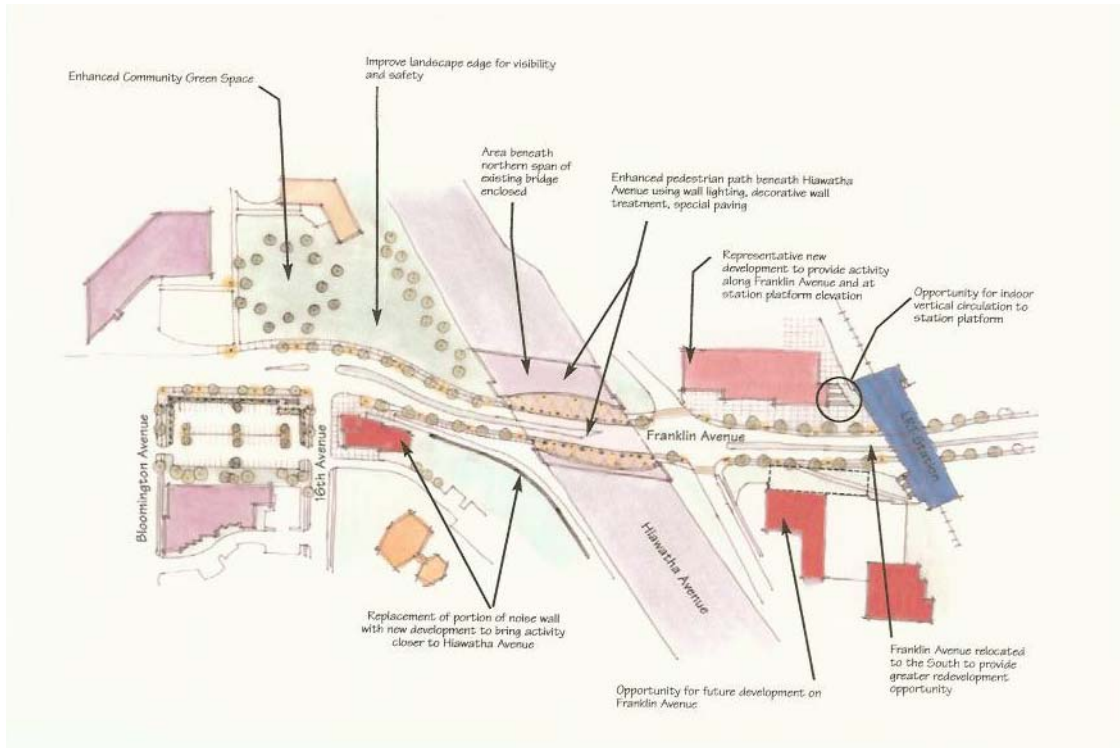 Enhanced Community Green Space
Improve landscape edge for visibility
and safety
Area beneath
northern span of
existing bridge
enclosed
Enhanced pedestrian path beneath Hiawatha
Avenue using wall lighting, decorative wall
treatment, special paving
Representative new
development to provide activity
along Franklin Avenue and at
station platform elevation
Opportunity for indoor
vertical circulation to
station platform
Bloomington Avenue
16th Avenue
Franklin Avenue
LRT Station
Hiawatha Avenue
Replacement of portion of noise wall
with new development to bring activity
closer to Hiawatha Avenue
Opportunity for future development on
Franklin Avenue
Franklin Avenue relocated
to the South to provide
greater redevelopment
opportunity